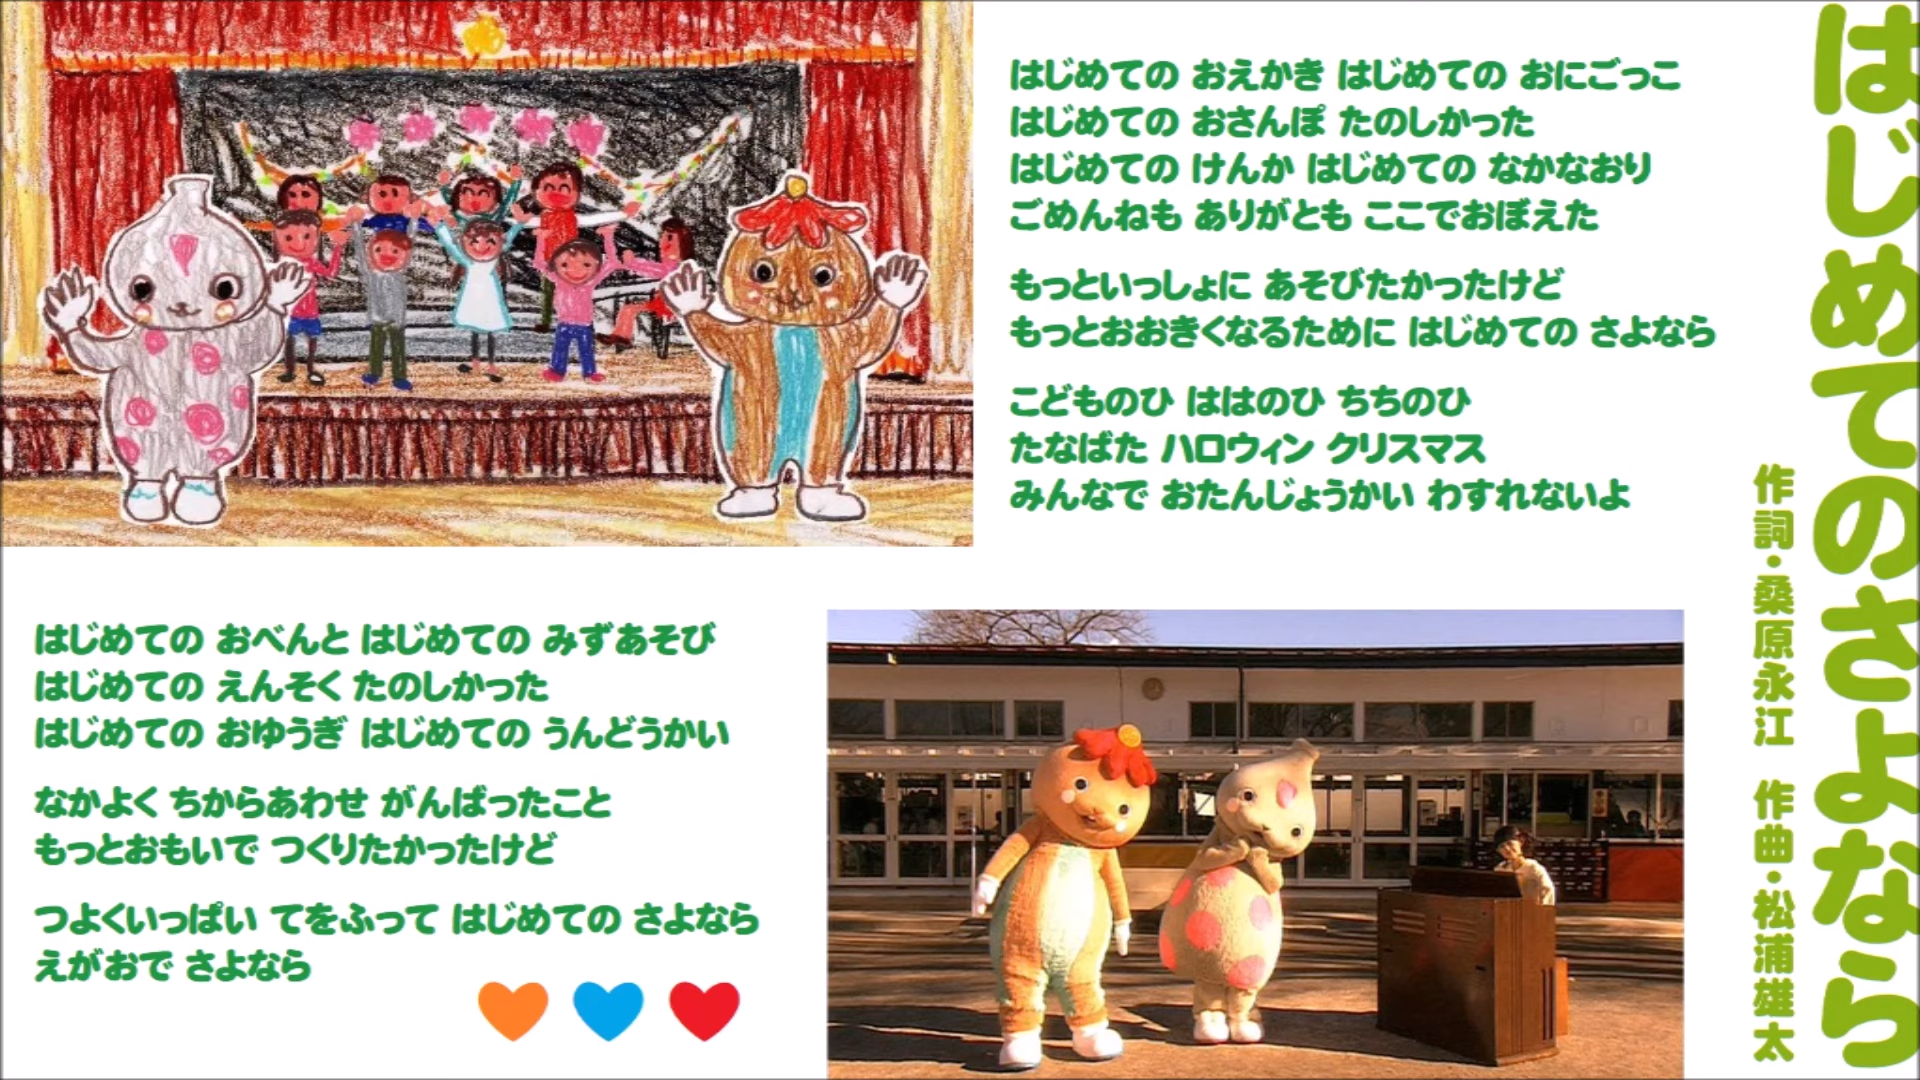 はじめてのさよなら
作詞・桑原永江 作曲・松浦雄太
はじめての おえかき はじめての おにごっこ
はじめての おさんぽ たのしかった
はじめての けんか はじめての なかなおり
ごめんねも ありがとも ここでおぼえた
もっといっしょに あそびたかったけど
もっとおおきくなるために はじめての さよなら
こどものひ ははのひ ちちのひ
たなばた ハロウィン クリスマス
みんなで おたんじょうかい わすれないよ
はじめての おべんと はじめての みずあそび
はじめての えんそく たのしかった
はじめての おゆうぎ はじめての うんどうかい
なかよく ちからあわせ がんばったこと
もっとおもいで つくりたかったけど
つよくいっぱい てをふって はじめての さよなら
えがおで さよなら